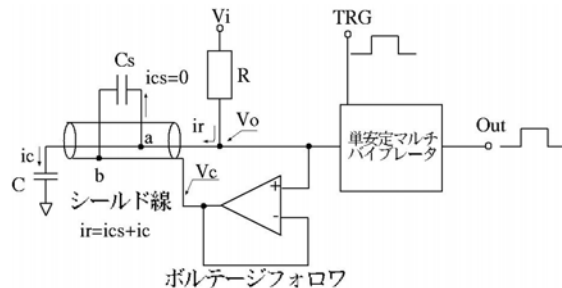 Vi
TRG
Cs
ics=0
R
ir
Vo
a
b
ic
C
シールド線
ir=ics+ic
Vc
+
-
ボルテージフォロワ
単安定マルチ
バイブレータ
Out